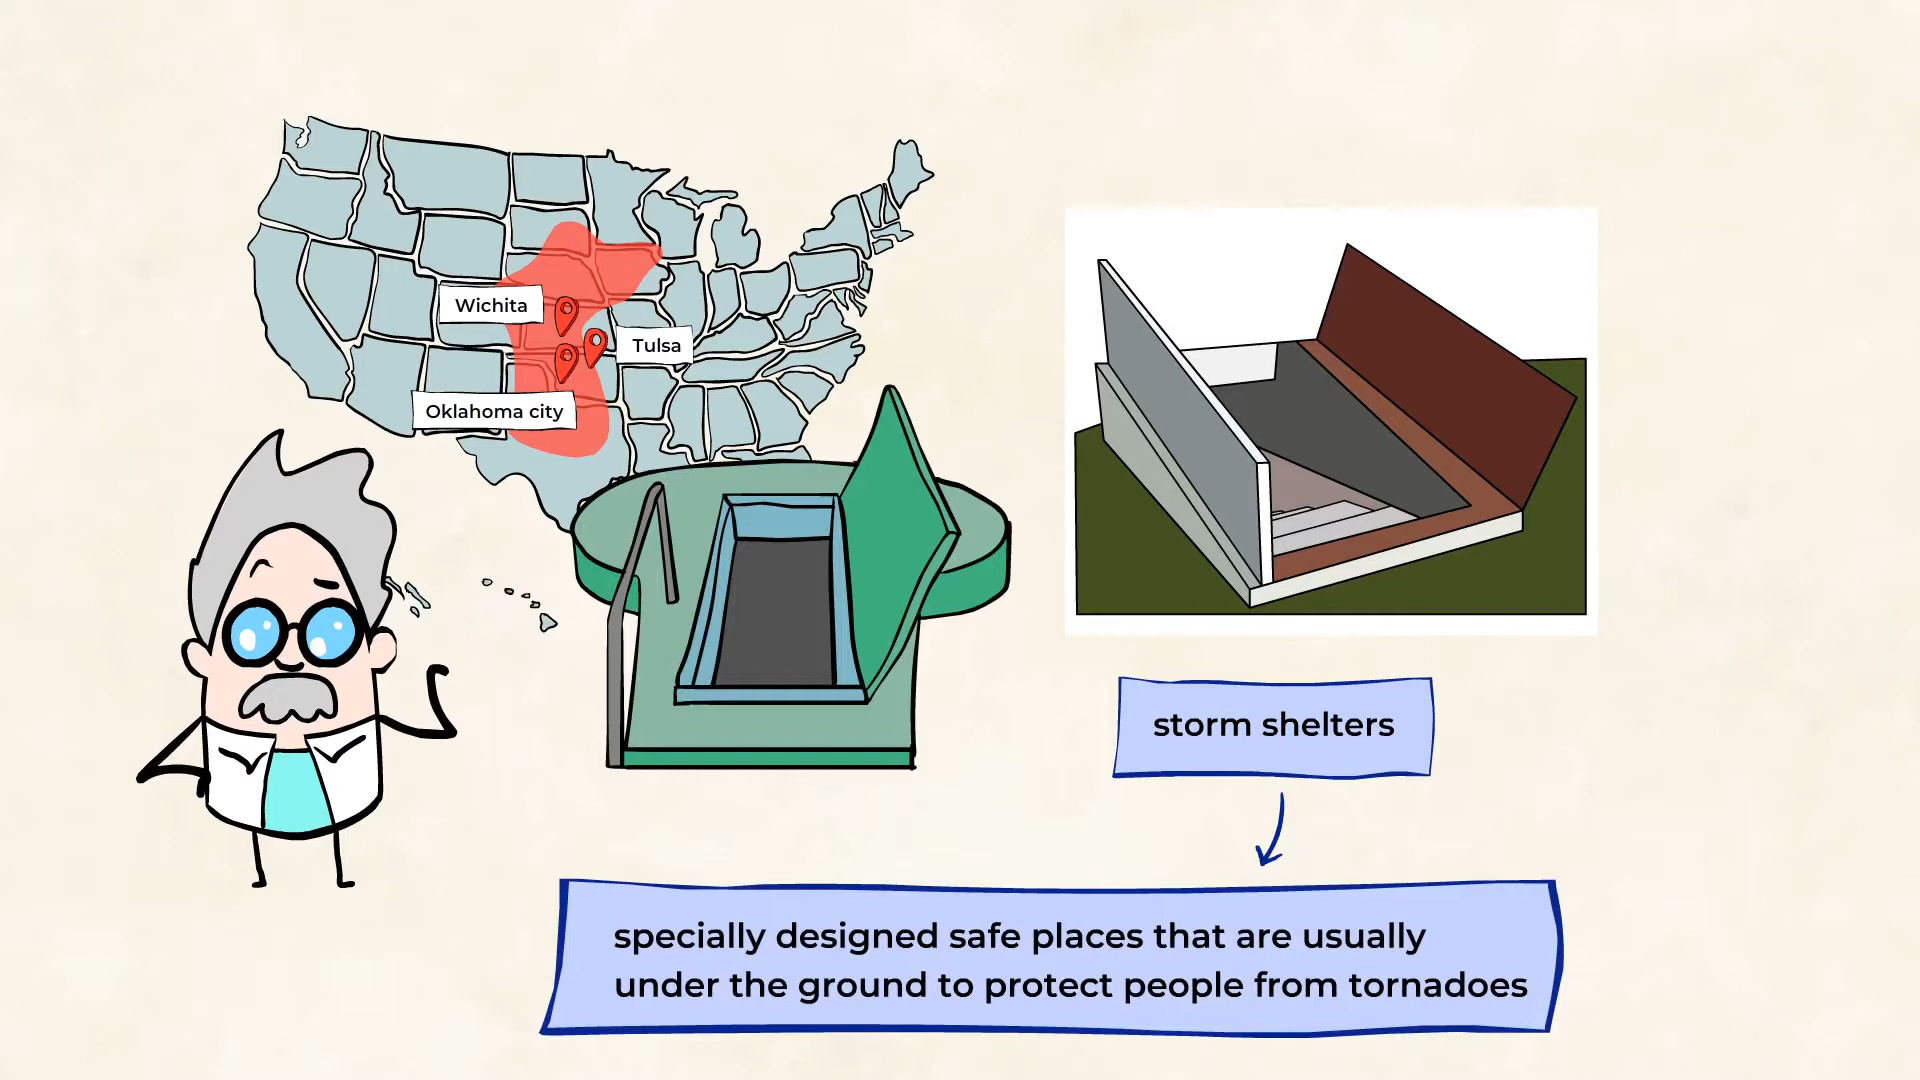 Wichita
Tulsa
Oklahoma city
storm shelters
specially designed safe places that are usually
under the ground to protect people from tornadoes